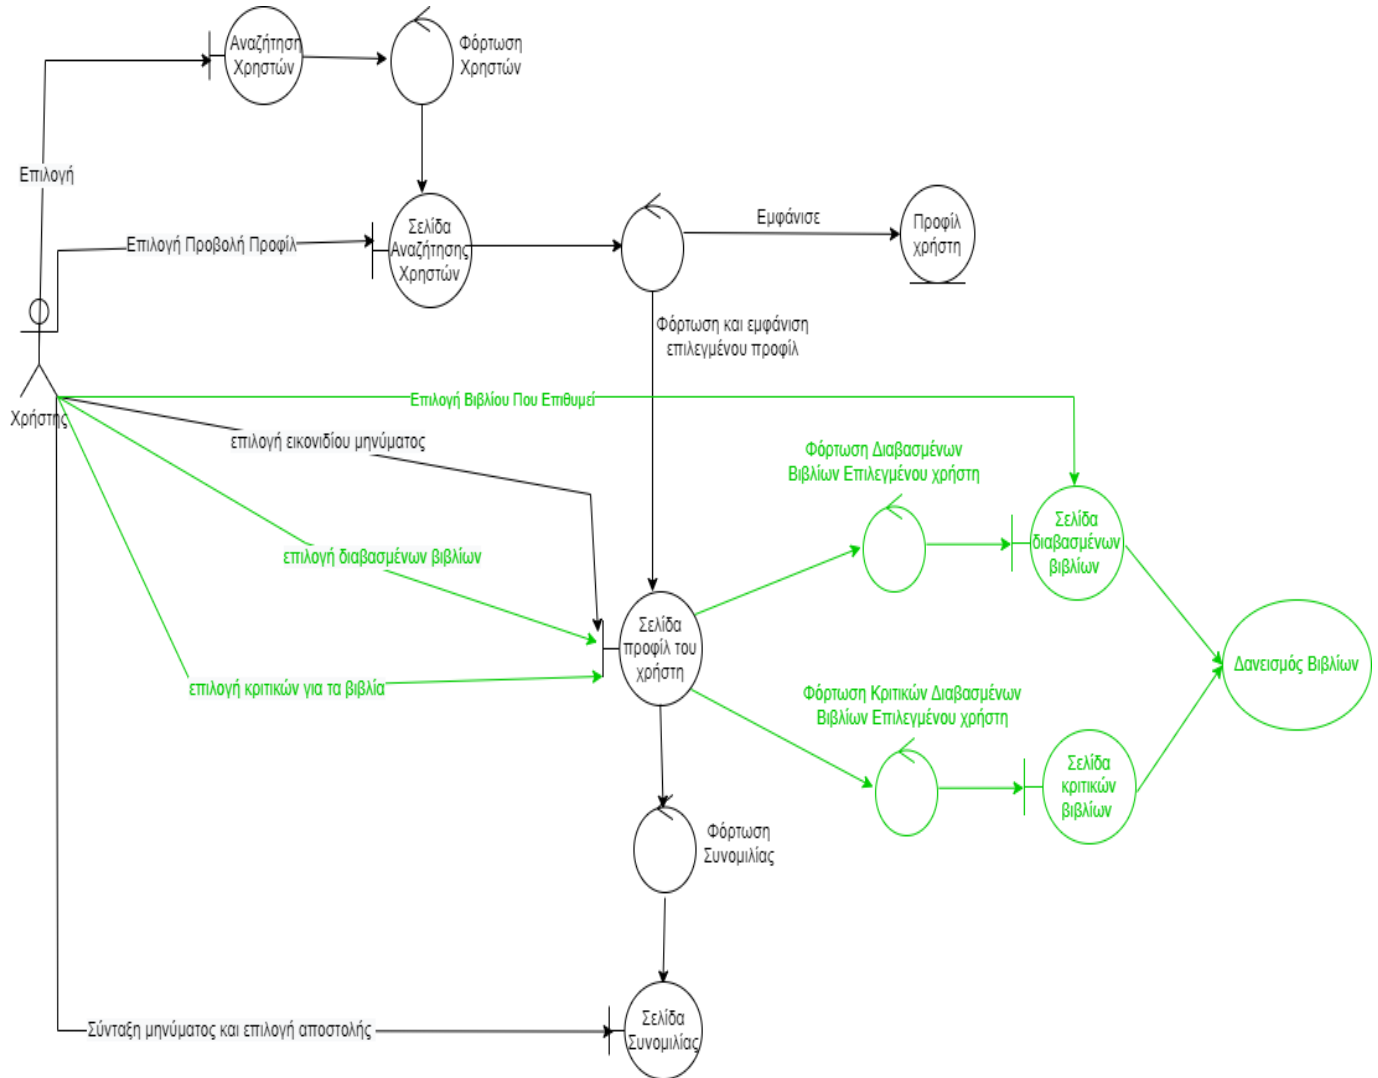 Αναζήτηση
Χρηστών
Φόρτωση
Χρηστών
Επιλογή
Επιλογή Προβολή Προφίλ
Σελίδα
Αναζήτησης
Χρηστών
Εμφάνισε
Προφίλ
χρήστη
Φόρτωση και εμφάνιση
επιλεγμένου προφίλ
Χρήστης
Επιλογή Βιβλίου Που Επιθυμεί
επιλογή εικονιδίου μηνύματος
Φόρτωση Διαβασμένων
Βιβλίων Επιλεγμένου χρήστη
Σελίδα
διαβασμένων
βιβλίων
επιλογή διαβασμένων βιβλίων
Σελίδα
προφίλ του
χρήστη
Δανεισμός Βιβλίων
επιλογή κριτικών για τα βιβλία
Φόρτωση Κριτικών Διαβασμένων
Βιβλίων Επιλεγμένου χρήστη
Σελίδα
κριτικών
βιβλίων
Φόρτωση
Συνομιλίας
Σύνταξη μηνύματος και επιλογή αποστολής
Σελίδα
Συνομιλίας